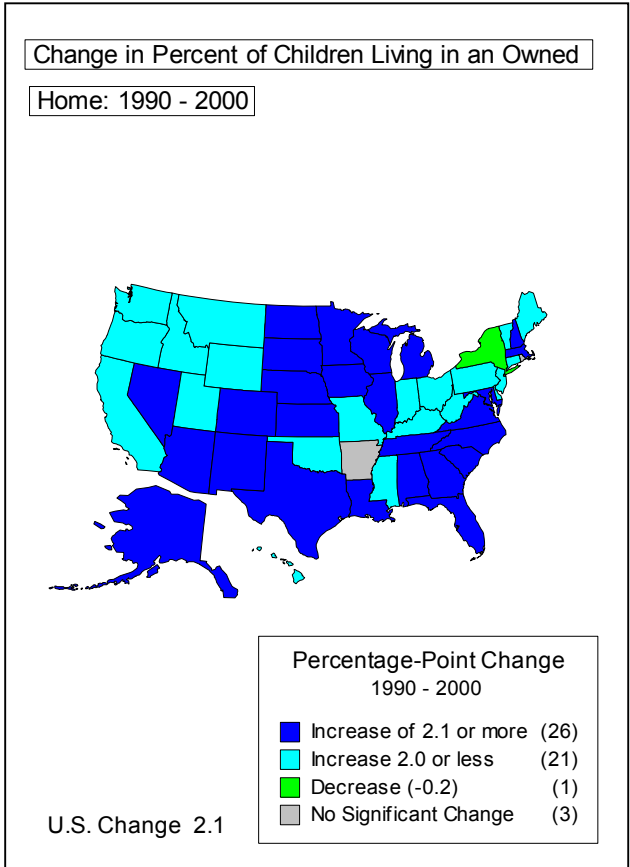 Change in Percent of Children Living in an Owned
Home: 1990 - 2000
Percentage-Point Change
1990 - 2000
Increase of 2.1 or more (26)
Increase 2.0 or less (21)
Decrease (-0.2) (1)
No Significant Change (3)
U.S. Change 2.1